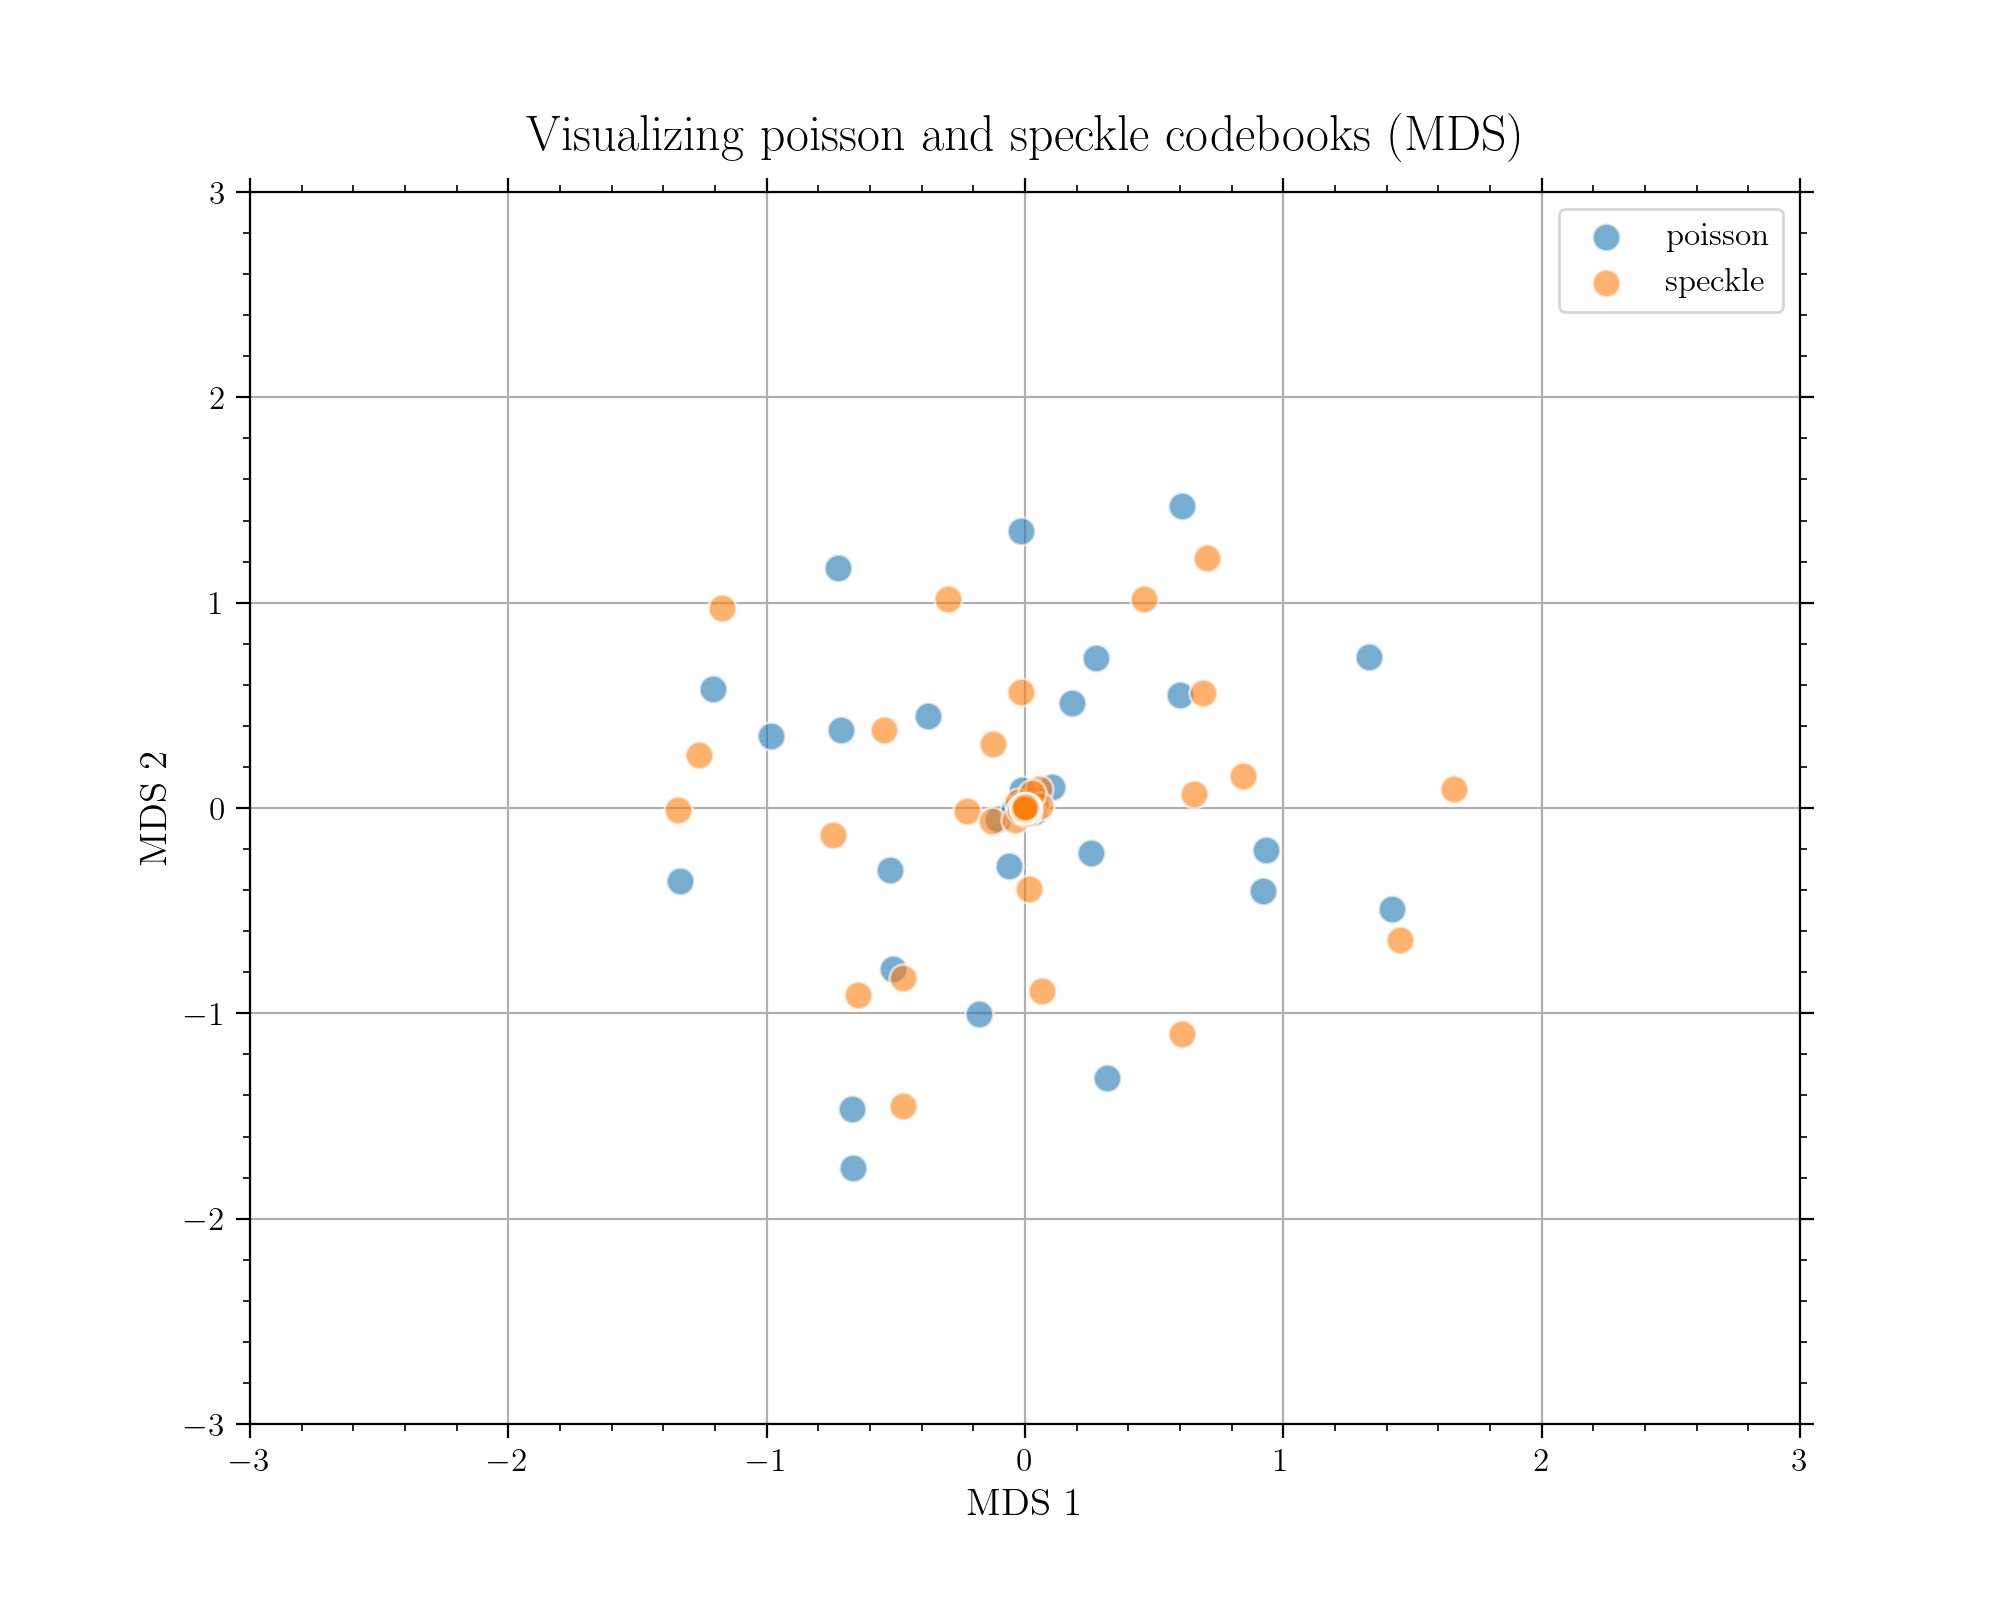 Visualizing poisson and speckle codebooks (MDS)
poisson
speckle
3
2
1
0
−1
−2
−3
MDS 2
−3
−2
−1
0
1
2
3
MDS 1